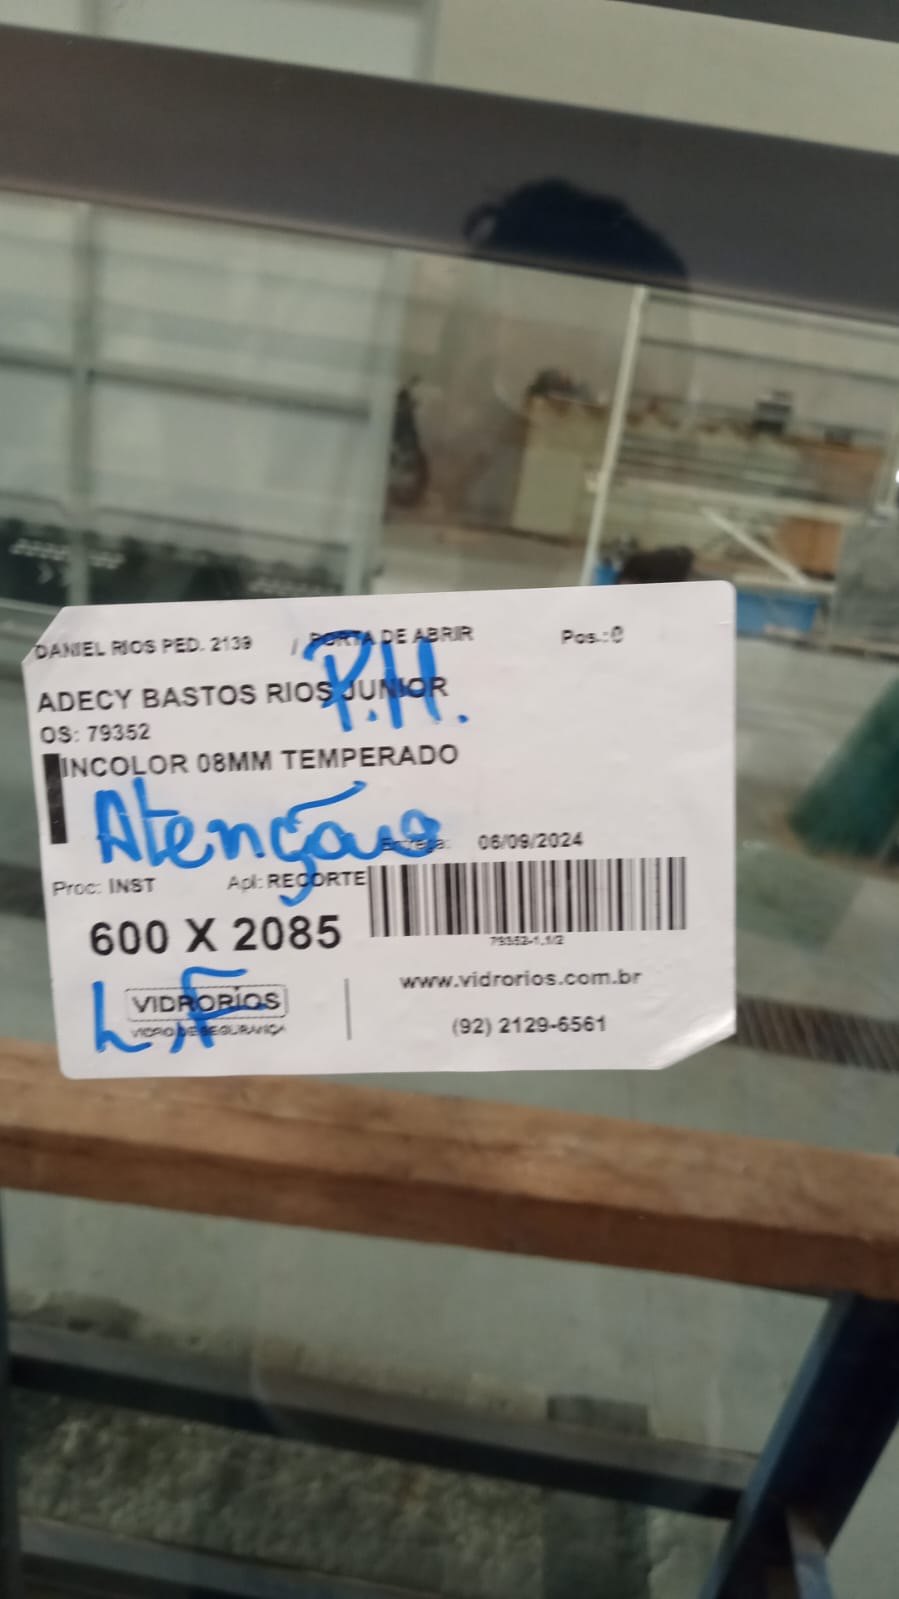 DANIEL RIOS PED. 2139 / PORTA DE ABRIR Pos.:0
P.H.
ADECY BASTOS RIOS JUNIOR
OS: 79352
INCOLOR 08MM TEMPERADO
Atenção
Entrega: 06/09/2024
Proc: INST Apl: RECORTE
600 X 2085
79352-1,1/2
L.F
VIDRORIOS
VIDRO DE SEGURANÇA
www.vidrorios.com.br
(92) 2129-6561